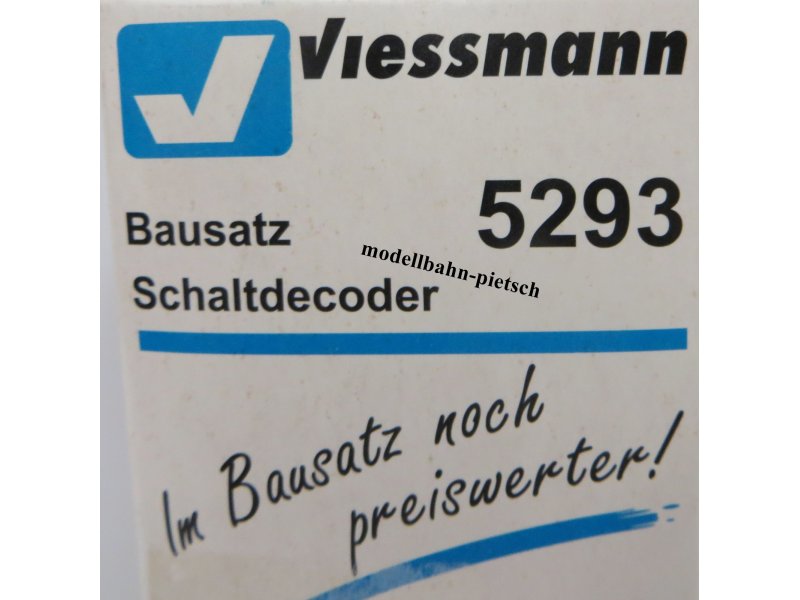 Viessmann
Bausatz 5293
modellbahn-pietsch
Schaltdecoder
Im Bausatz noch
preiswerter!